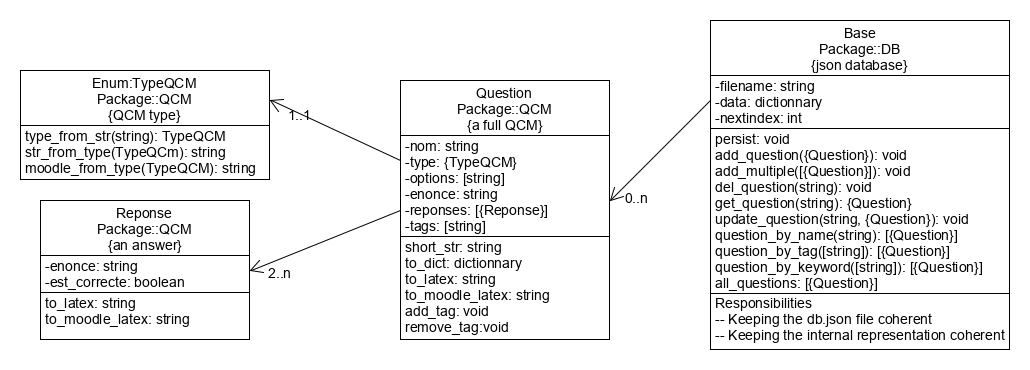 Enum:TypeQCM
Package::QCM
{QCM type}
type_from_str(string): TypeQCM
str_from_type(TypeQCm): string
moodle_from_type(TypeQCM): string
1..1
Reponse
Package::QCM
{an answer}
-enonce: string
-est_correcte: boolean
to_latex: string
to_moodle_latex: string
2..n
Question
Package::QCM
{a full QCM}
-nom: string
-type: {TypeQCM}
-options: [string]
-enonce: string
-reponses: [{Reponse}]
-tags: [string]
short_str: string
to_dict: dictionnary
to_latex: string
to_moodle_latex: string
add_tag: void
remove_tag:void
0..n
Base
Package::DB
{json database}
-filename: string
-data: dictionnary
-nextindex: int
persist: void
add_question({Question}): void
add_multiple([{Question}]): void
del_question(string): void
get_question(string): {Question}
update_question(string, {Question}): void
question_by_name(string): [{Question}]
question_by_tag([string]): [{Question}]
question_by_keyword([string]): [{Question}]
all_questions: [{Question}]
Responsibilities
-- Keeping the db.json file coherent
-- Keeping the internal representation coherent